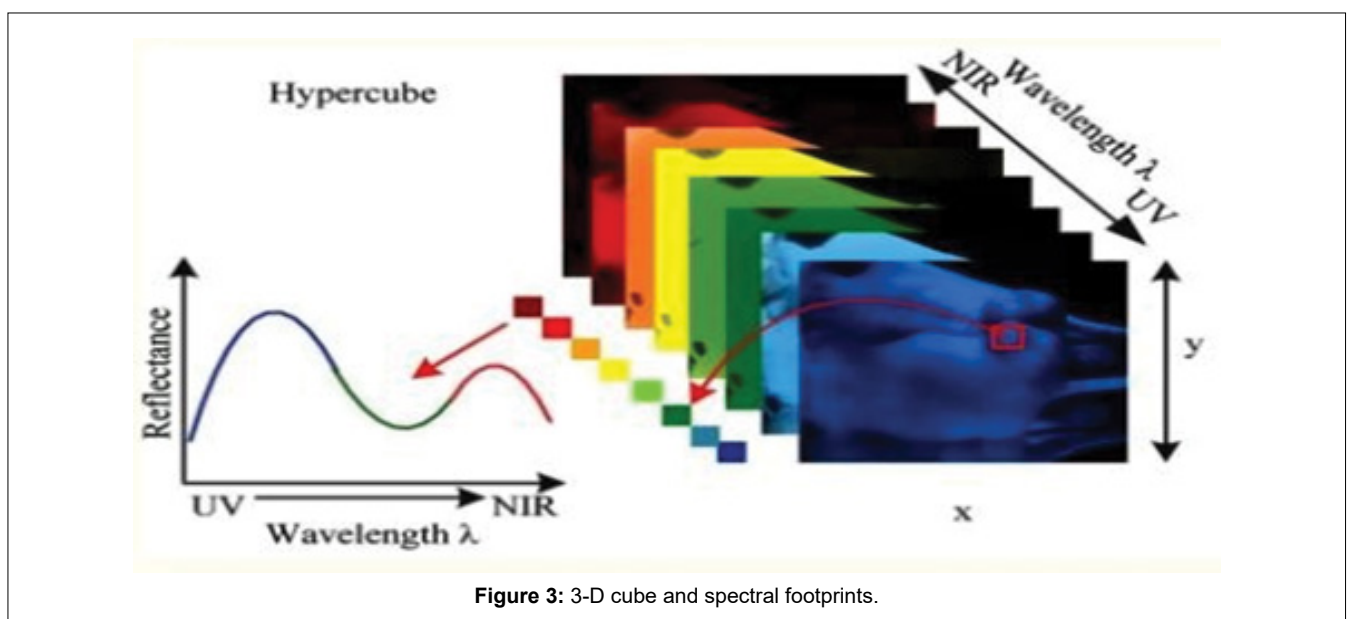 Hypercube
NIR
Wavelength λ
UV
Reflectance
y
UV
NIR
Wavelength λ
x
Figure 3: 3-D cube and spectral footprints.